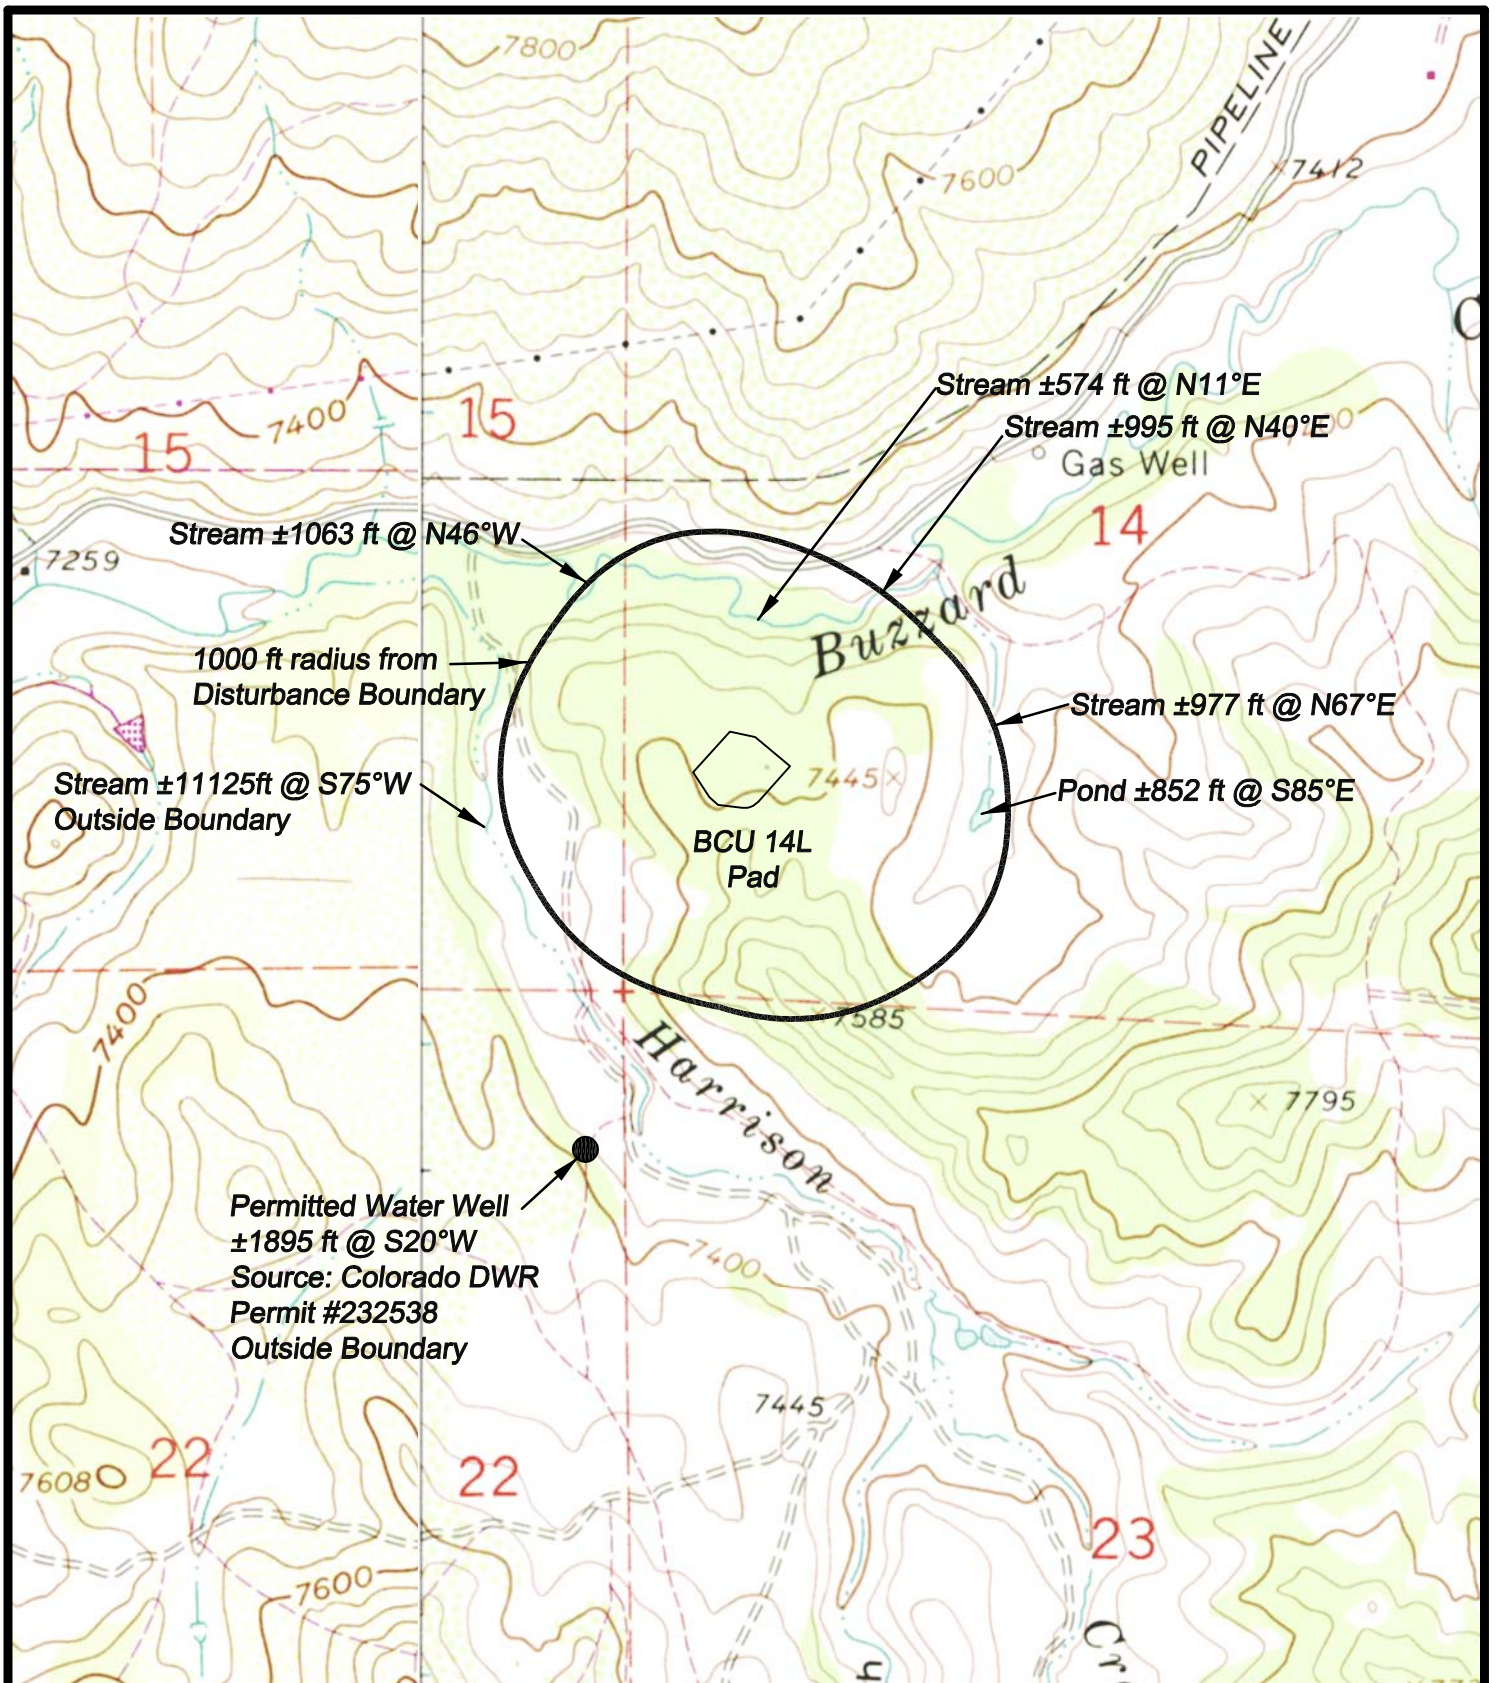 7800
PIPELINE
7412
7600
C
Stream ±574 ft @ N11°E
Stream ±995 ft @ N40°E
Gas Well
7400
15
15
14
Stream ±1063 ft @ N46°W
7259
Buzzard
1000 ft radius from
Disturbance Boundary
Stream ±977 ft @ N67°E
7445
Stream ±11125ft @ S75°W
Outside Boundary
Pond ±852 ft @ S85°E
BCU 14L
Pad
7400
7585
Harrison
7795
Permitted Water Well
±1895 ft @ S20°W
Source: Colorado DWR
Permit #232538
Outside Boundary
7400
7445
7608
22
22
23
7600
Cr
h